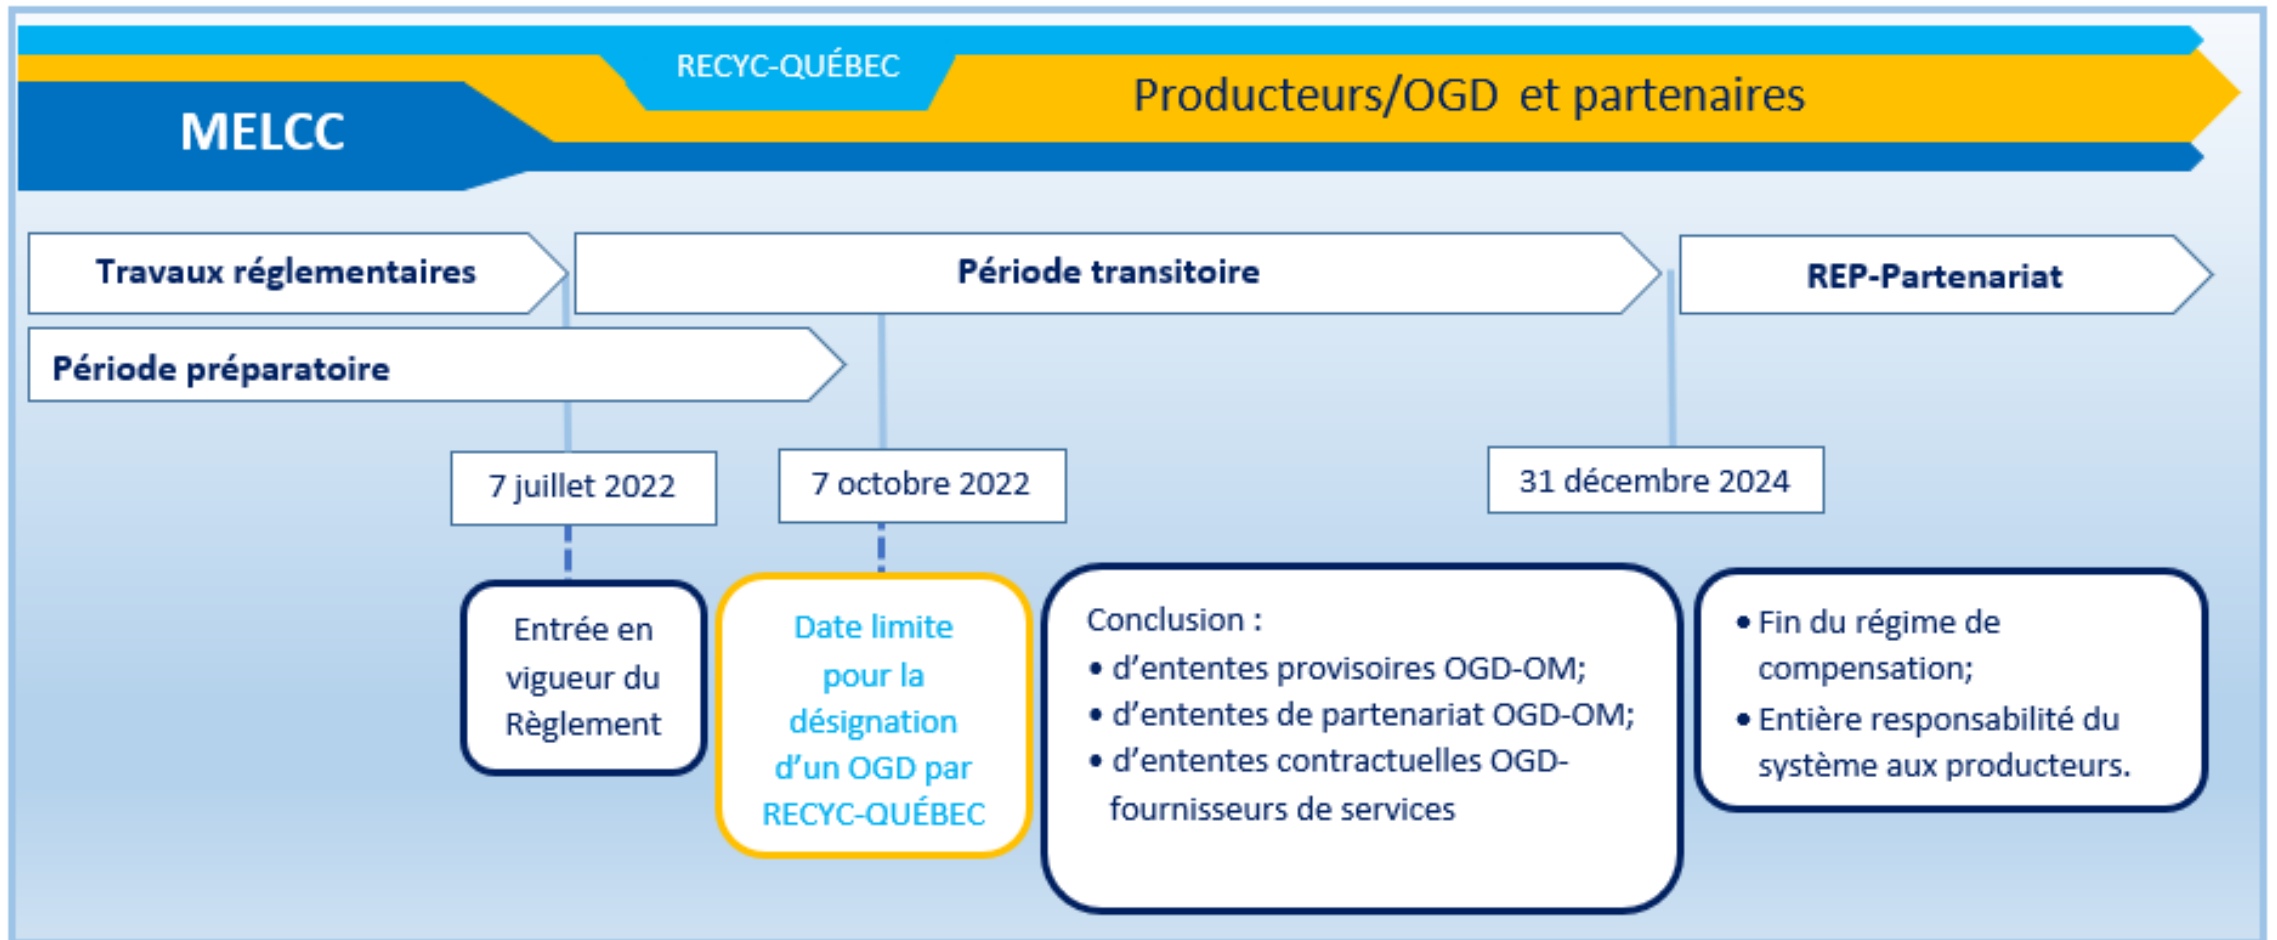 RECYC-QUÉBEC
Producteurs/OGD et partenaires
MELCC
Travaux réglementaires
Période transitoire
REP-Partenariat
Période préparatoire
7 juillet 2022
7 octobre 2022
31 décembre 2024
Entrée en
vigueur du
Règlement
Date limite
pour la
désignation
d'un OGD par
RECYC-QUÉBEC
Conclusion :
• d'ententes provisoires OGD-OM;
• d'ententes de partenariat OGD-OM;
• d'ententes contractuelles OGD-
fournisseurs de services
• Fin du régime de
compensation;
• Entière responsabilité du
système aux producteurs.